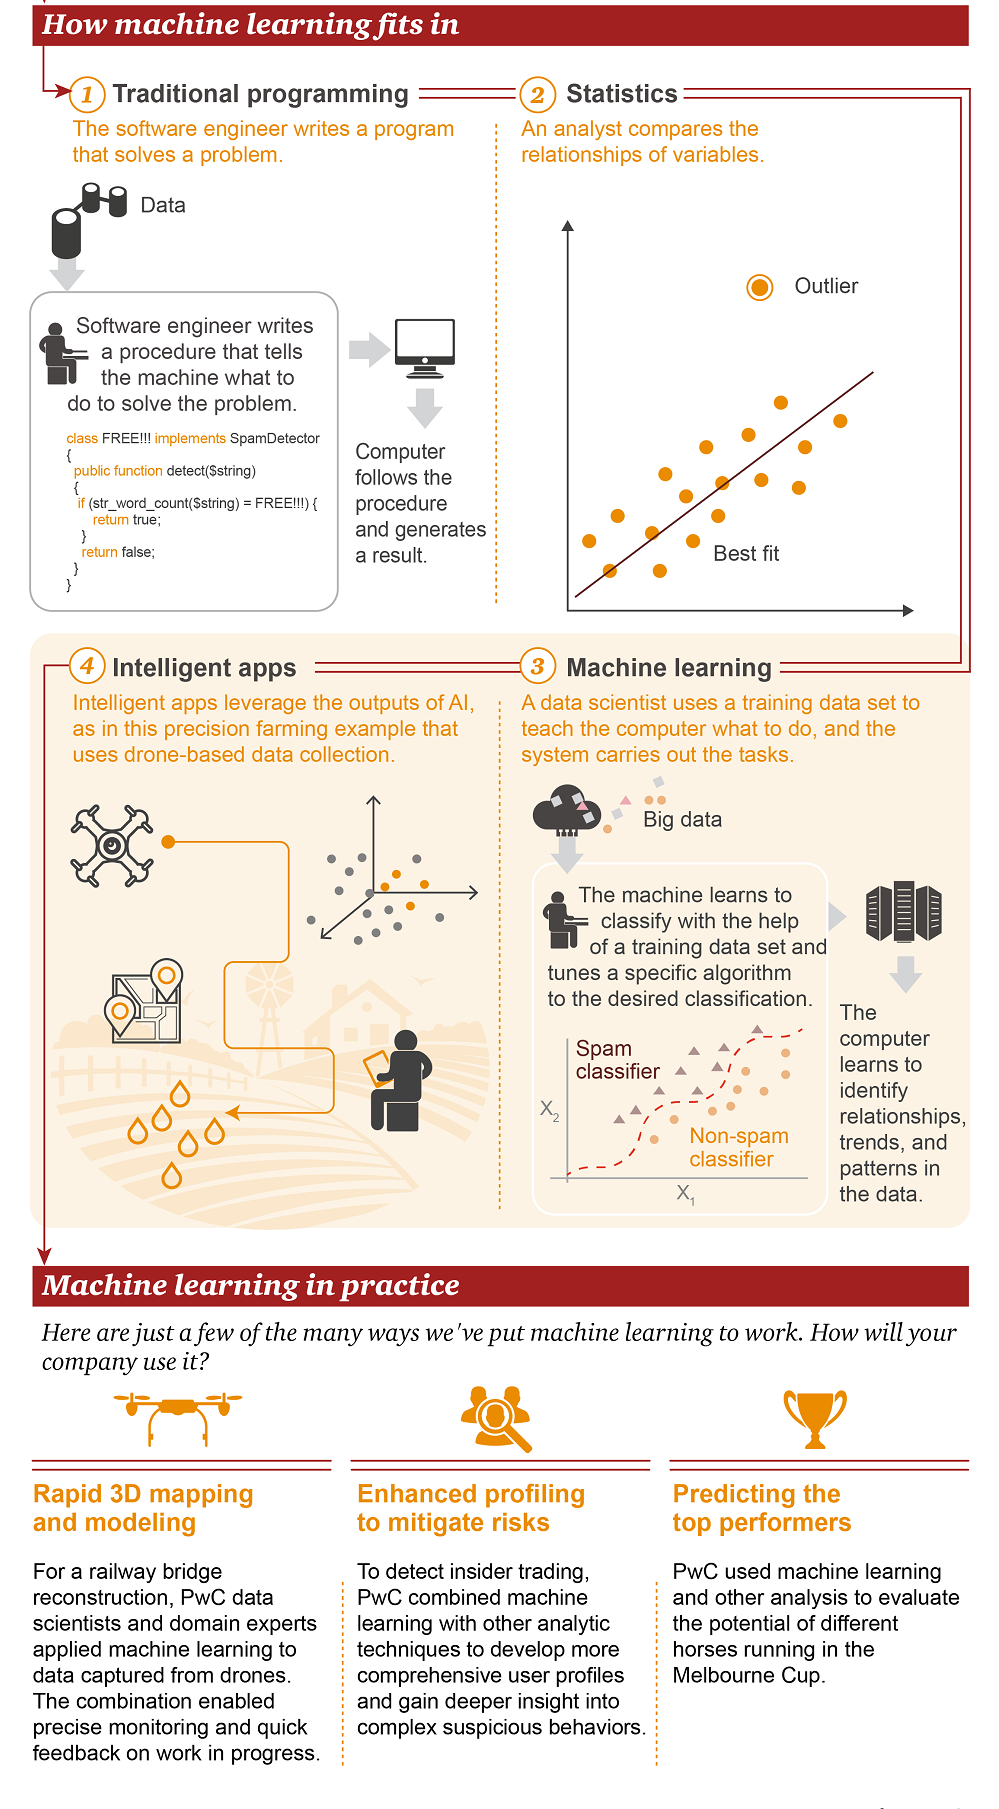 How machine learning fits in
1 Traditional programming
The software engineer writes a program
that solves a problem.
Data
Software engineer writes
a procedure that tells
the machine what to
do to solve the problem.
class FREE!!! implements SpamDetector
{
public function detect($string)
{
if (str_word_count($string) = FREE!!!) {
return true;
}
return false;
}
}
Computer
follows the
procedure
and generates
a result.
2 Statistics
An analyst compares the
relationships of variables.
Outlier
Best fit
4 Intelligent apps
Intelligent apps leverage the outputs of AI,
as in this precision farming example that
uses drone-based data collection.
3 Machine learning
A data scientist uses a training data set to
teach the computer what to do, and the
system carries out the tasks.
Big data
The machine learns to
classify with the help
of a training data set and
tunes a specific algorithm
to the desired classification.
Spam
classifier
X2
Non-spam
classifier
X1
The
computer
learns to
identify
relationships,
trends, and
patterns in
the data.
Machine learning in practice
Here are just a few of the many ways we've put machine learning to work. How will your
company use it?
Rapid 3D mapping
and modeling
For a railway bridge
reconstruction, PwC data
scientists and domain experts
applied machine learning to
data captured from drones.
The combination enabled
precise monitoring and quick
feedback on work in progress.
Enhanced profiling
to mitigate risks
To detect insider trading,
PwC combined machine
learning with other analytic
techniques to develop more
comprehensive user profiles
and gain deeper insight into
complex suspicious behaviors.
Predicting the
top performers
PwC used machine learning
and other analysis to evaluate
the potential of different
horses running in the
Melbourne Cup.